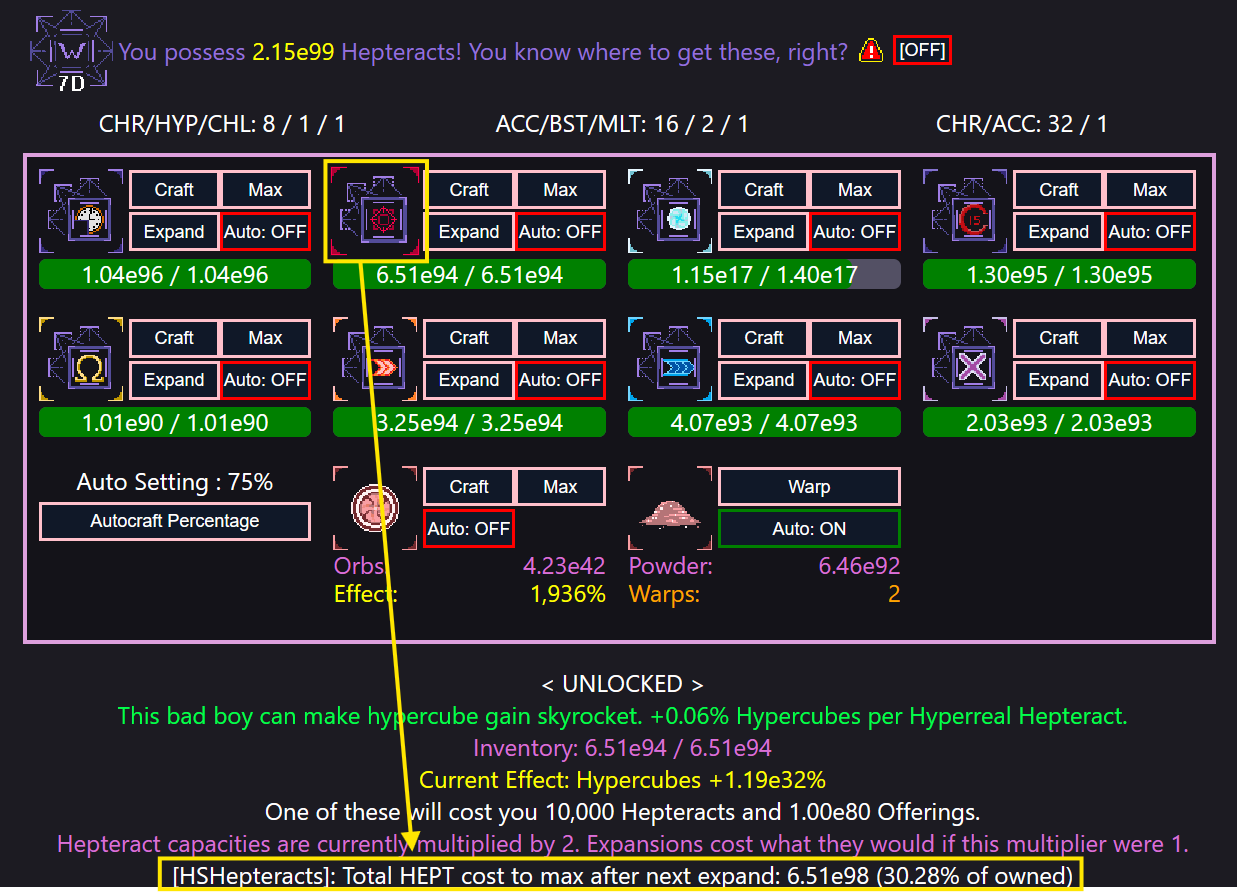 You possess 2.15e99 Hepteracts! You know where to get these, right? [OFF]
W
7D
CHR/HYP/CHL: 8 / 1 / 1 ACC/BST/MLT: 16 / 2 / 1 CHR/ACC: 32 / 1
Craft Max Craft Max Craft Max Craft Max
15
Expand Auto: OFF Expand Auto: OFF Expand Auto: OFF Expand Auto: OFF
1.04e96 / 1.04e96 6.51e94 / 6.51e94 1.15e17 / 1.40e17 1.30e95 / 1.30e95
Craft Max Craft Max Craft Max Craft Max
Ω
Expand Auto: OFF Expand Auto: OFF Expand Auto: OFF Expand Auto: OFF
1.01e90 / 1.01e90 3.25e94 / 3.25e94 4.07e93 / 4.07e93 2.03e93 / 2.03e93
Auto Setting : 75% Craft Max Warp
Autocraft Percentage Auto: OFF Auto: ON
Orbs: 4.23e42 Powder: 6.46e92
Effect: 1,936% Warps: 2
< UNLOCKED >
This bad boy can make hypercube gain skyrocket. +0.06% Hypercubes per Hyperreal Hepteract.
Inventory: 6.51e94 / 6.51e94
Current Effect: Hypercubes +1.19e32%
One of these will cost you 10,000 Hepteracts and 1.00e80 Offerings.
Hepteract capacities are currently multiplied by 2. Expansions cost what they would if this multiplier were 1.
[HSHepteracts]: Total HEPT cost to max after next expand: 6.51e98 (30.28% of owned)